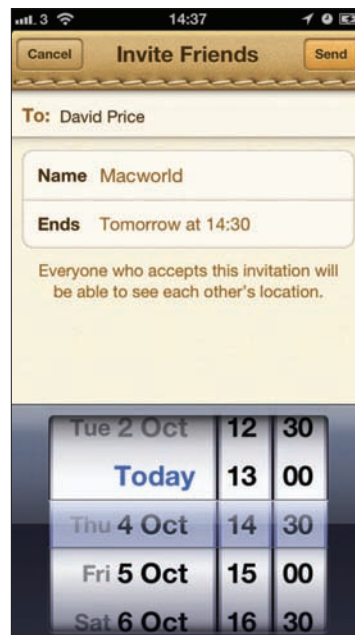 3 14:37
Cancel Invite Friends Send
To: David Price
Name Macworld
Ends Tomorrow at 14:30
Everyone who accepts this invitation will
be able to see each other's location.
Tue 2 Oct 12 30
Today 13 00
Thu 4 Oct 14 30
Fri 5 Oct 15 00
Sat 6 Oct 16 30